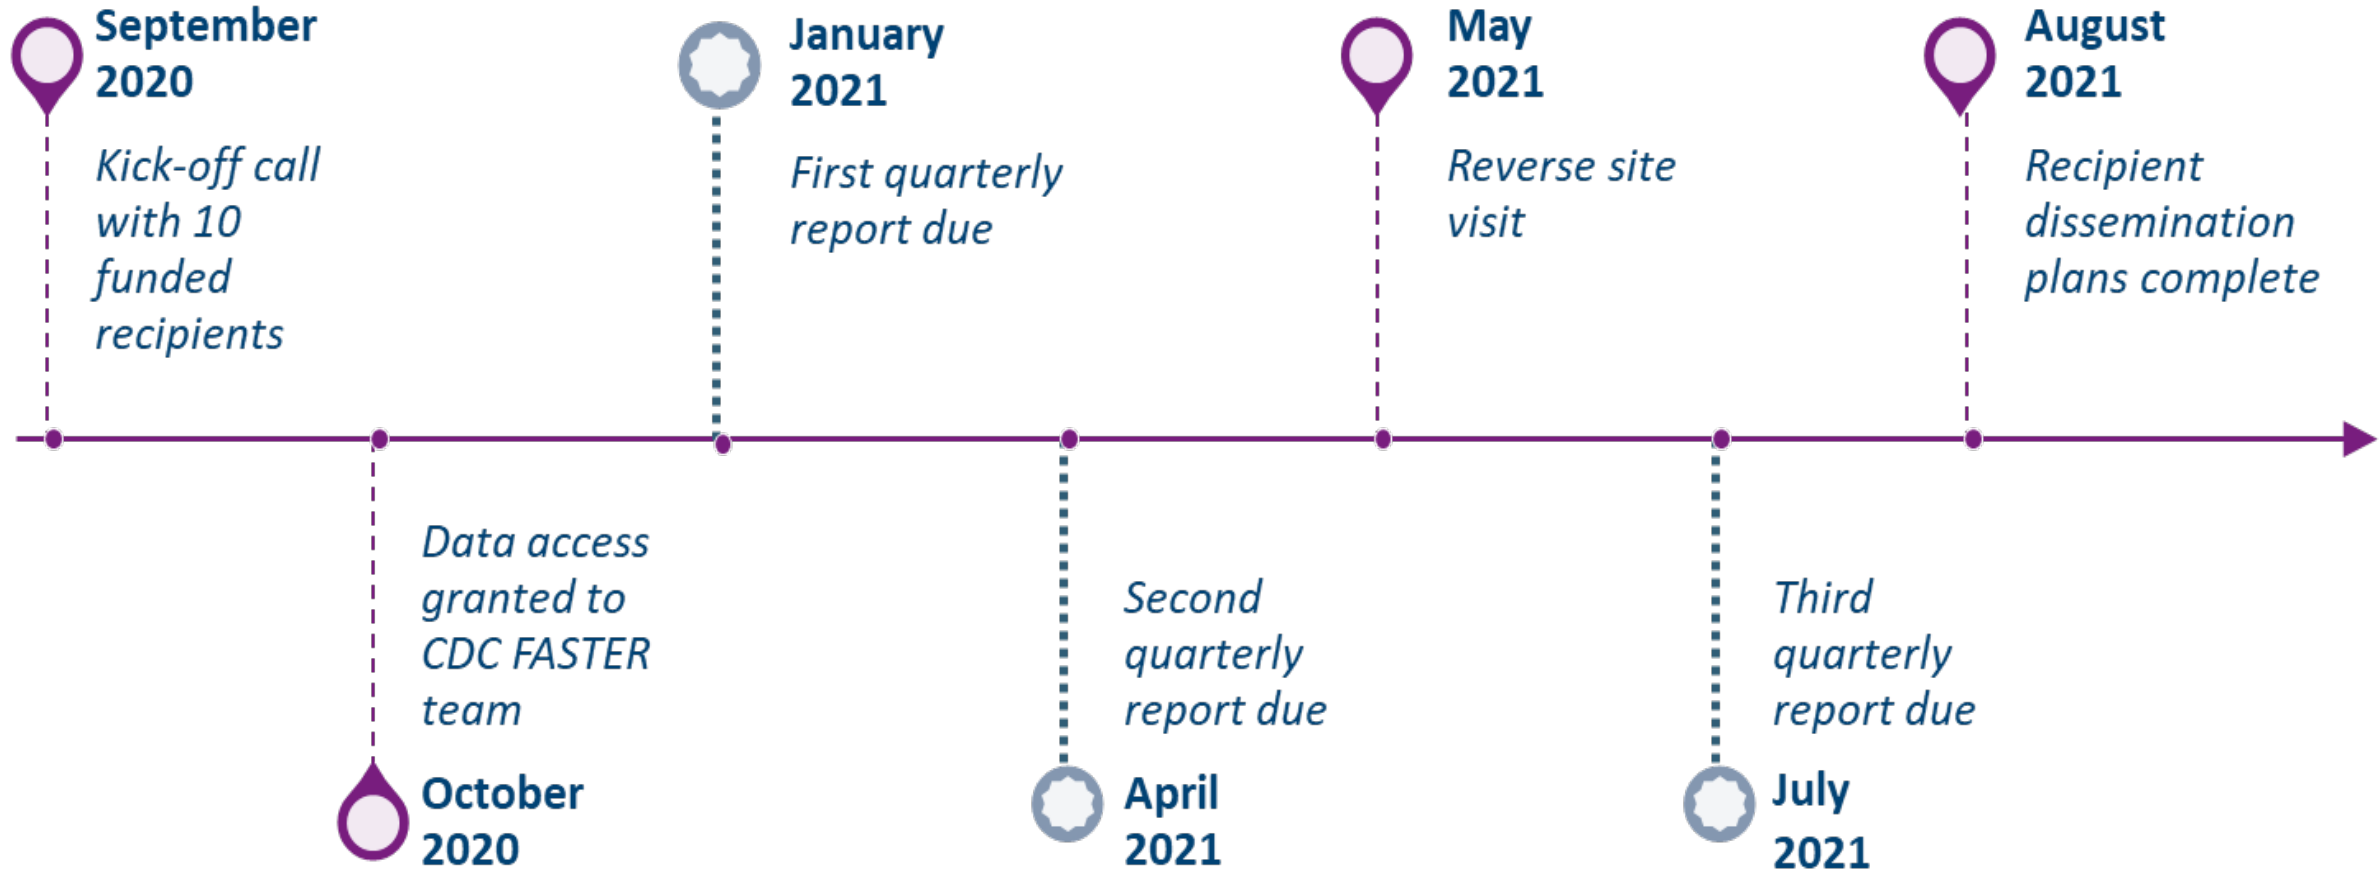 September
2020
Kick-off call
with 10
funded
recipients
October
2020
Data access
granted to
CDC FASTER
team
January
2021
First quarterly
report due
April
2021
Second
quarterly
report due
May
2021
Reverse site
visit
July
2021
Third
quarterly
report due
August
2021
Recipient
dissemination
plans complete